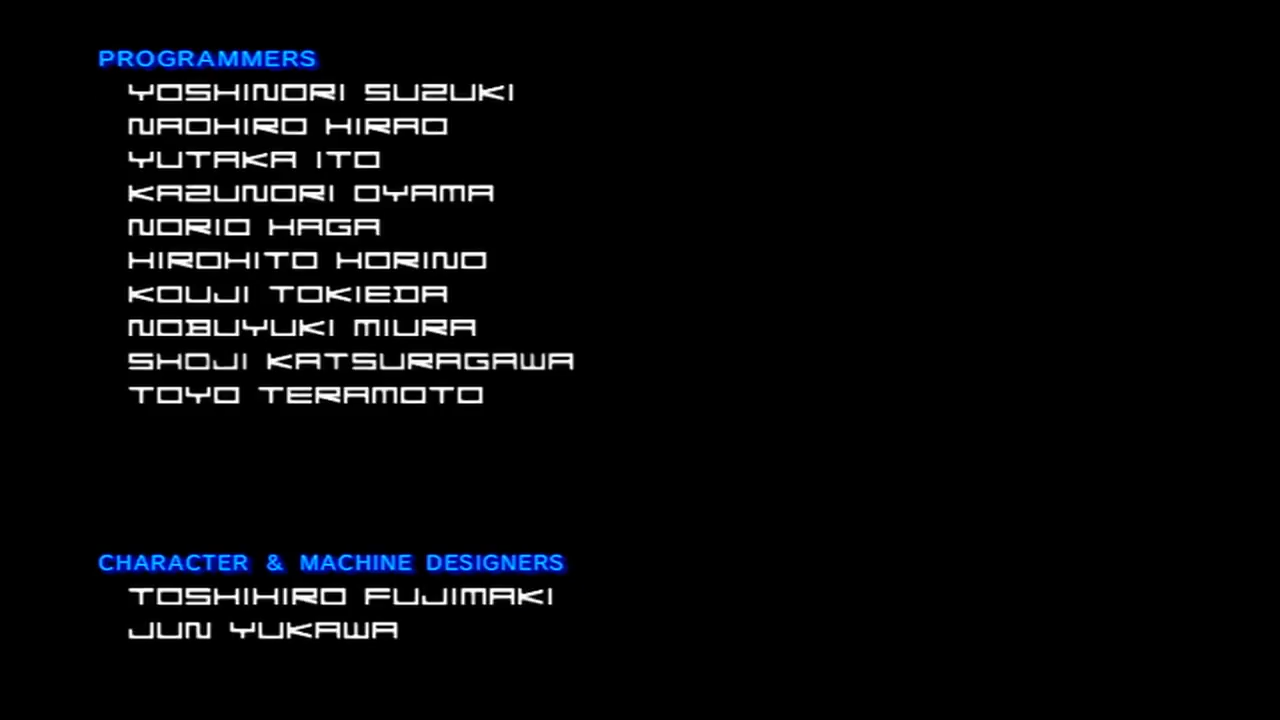 PROGRAMMERS
YOSHINORI SUZUKI
NAOHIRO HIRAO
YUTAKA ITO
KAZUNORI OYAMA
NORIO HAGA
HIROHITO HORINO
KOUJI TOKIEDA
NOBUYUKI MIURA
SHOJI KATSURAGAWA
TOYO TERAMOTO
CHARACTER & MACHINE DESIGNERS
TOSHIHIRO FUJIMAKI
JUN YUKAWA